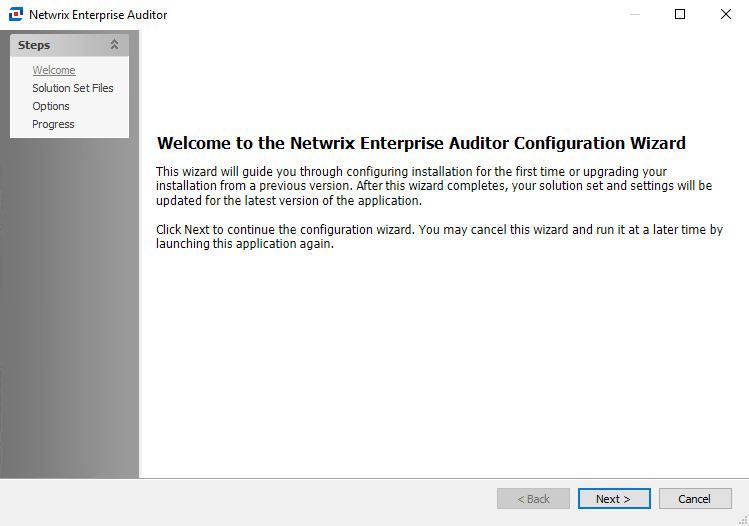 Netwrix Enterprise Auditor
Steps
Welcome
Solution Set Files
Options
Progress
Welcome to the Netwrix Enterprise Auditor Configuration Wizard
This wizard will guide you through configuring installation for the first time or upgrading your
installation from a previous version. After this wizard completes, your solution set and settings will be
updated for the latest version of the application.
Click Next to continue the configuration wizard. You may cancel this wizard and run it at a later time by
launching this application again.
< Back
Next >
Cancel